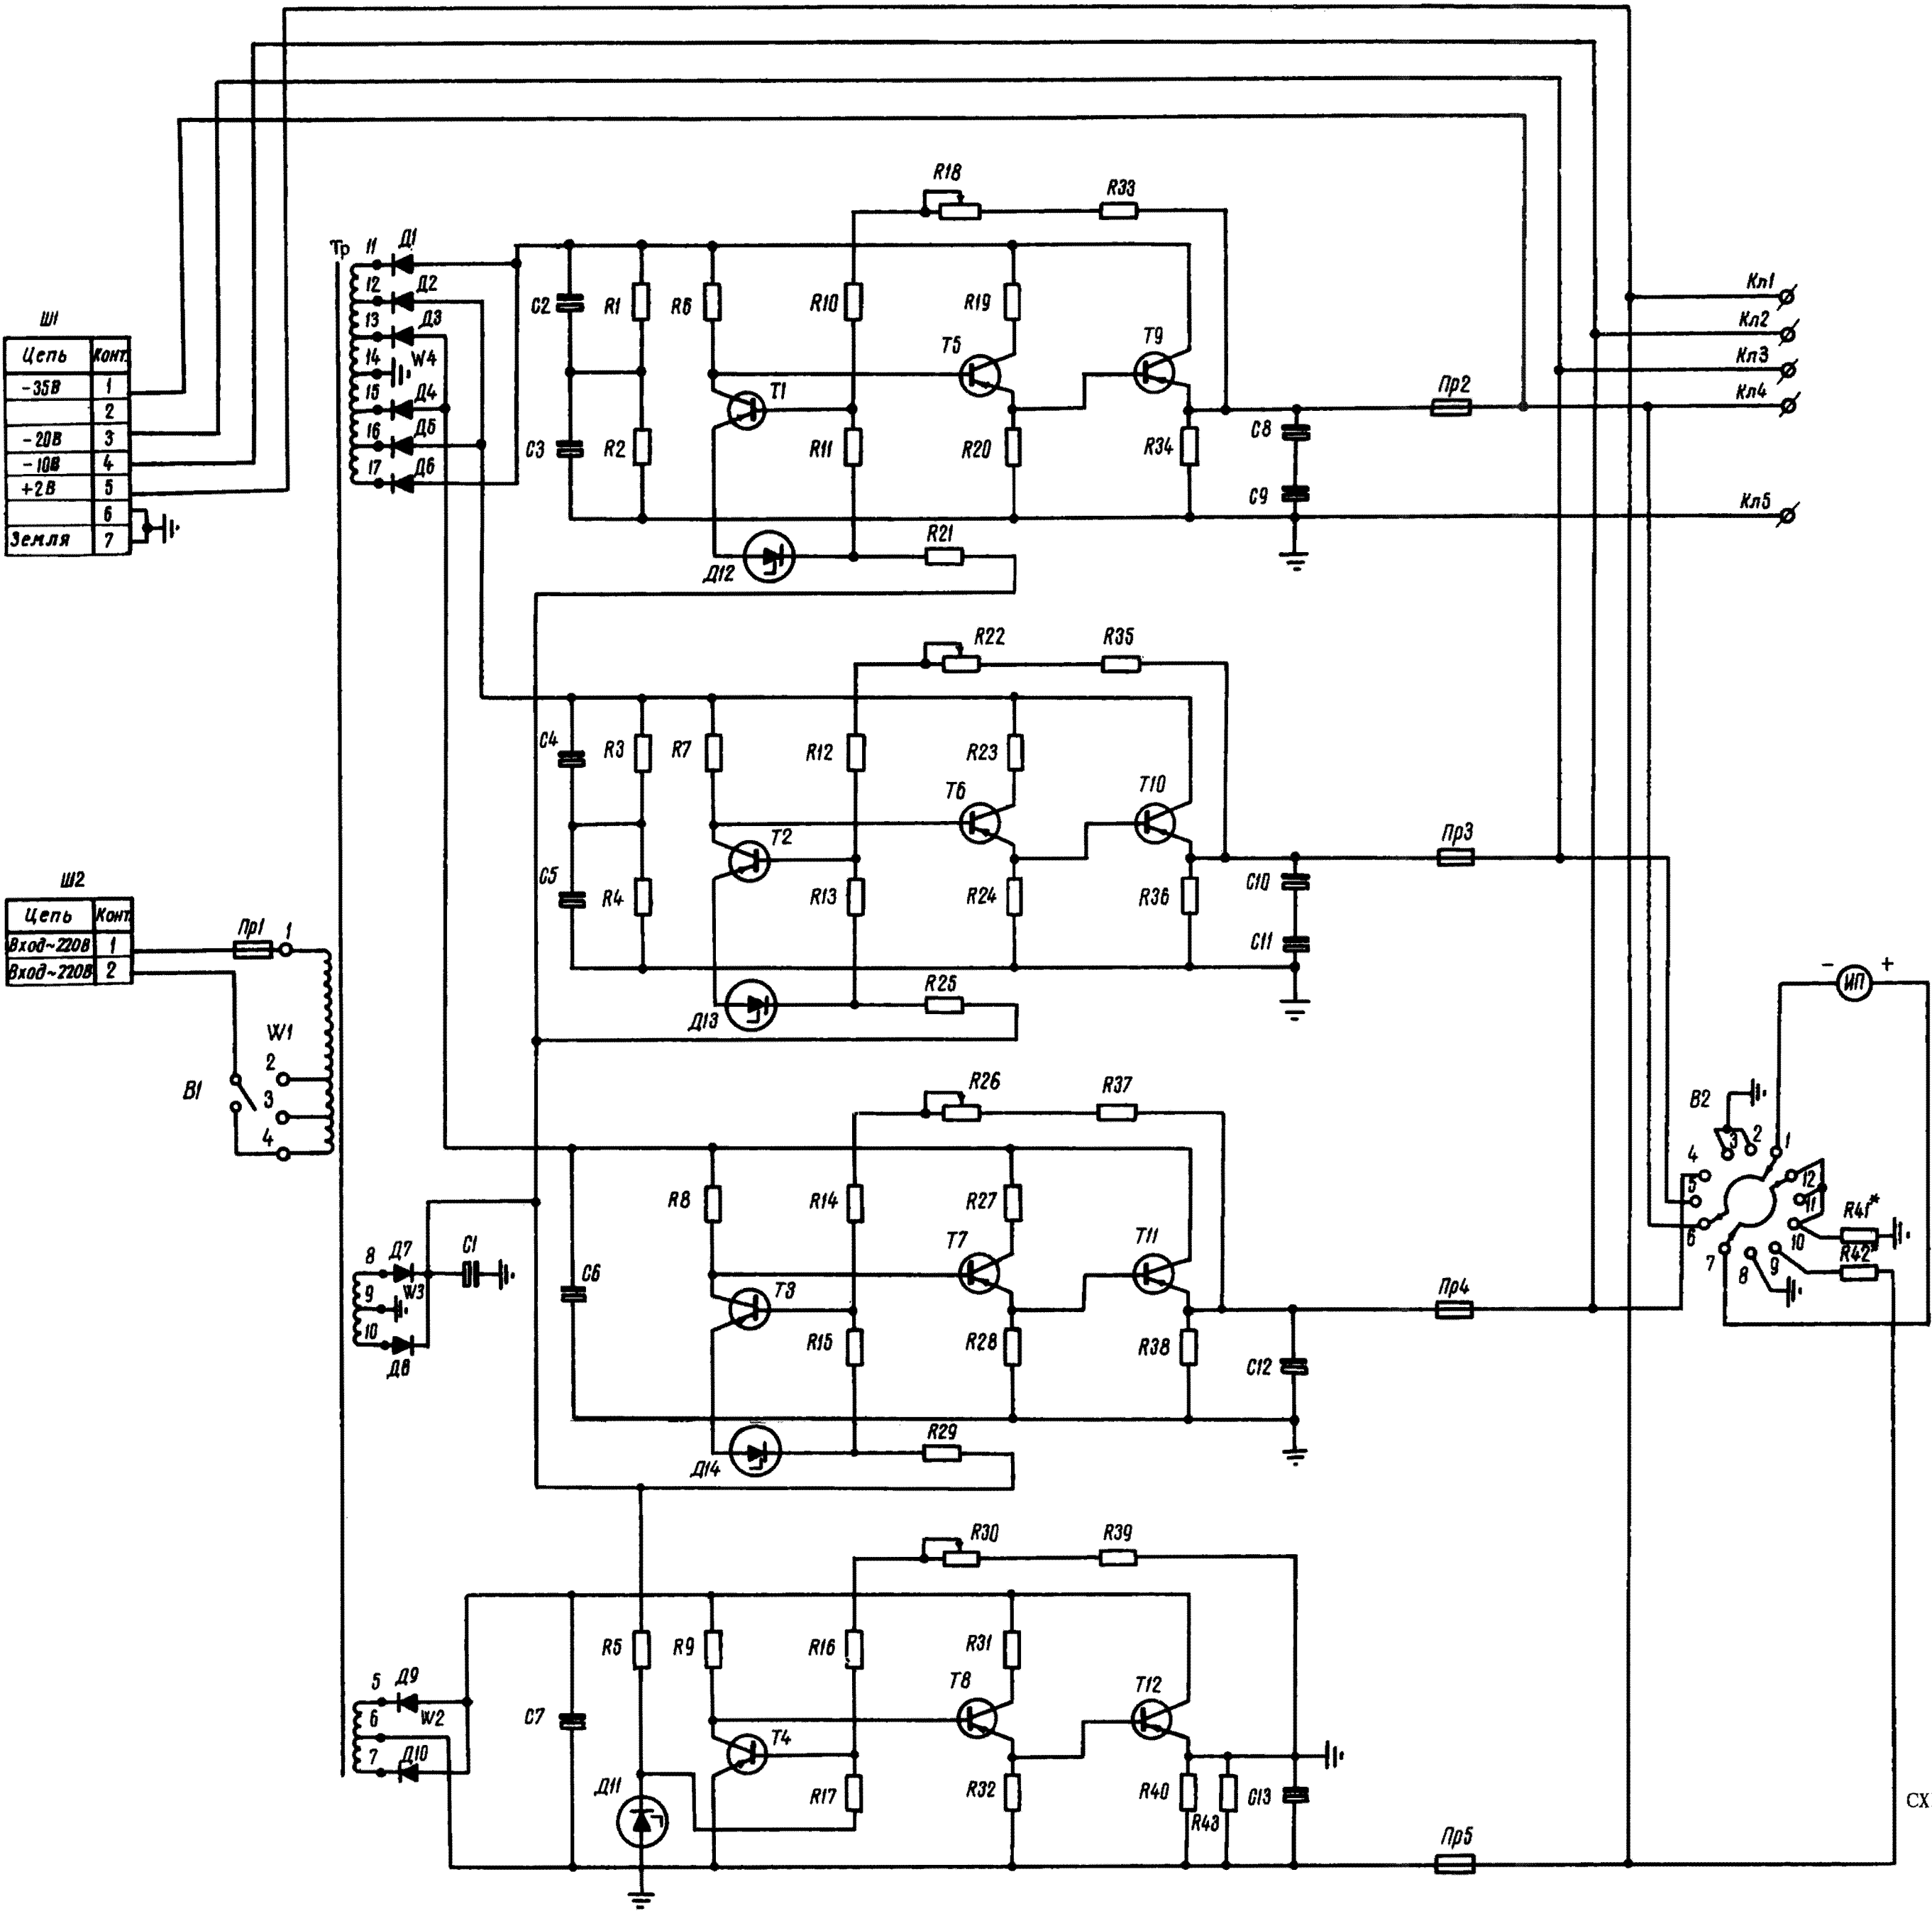 R18
R33
Тр
11
Д1
12
Д2
13
Д3
14
W4
15
Д4
16
Д5
17
Д6
C2
R1
R6
R10
R19
T5
T9
T1
C3
R2
R11
R20
R34
C8
C9
Пр2
Кл1
Кл2
Кл3
Кл4
Кл5
Ш1
Цепь Конт.
-35В 1
2
-20В 3
-10В 4
+2В 5
6
Земля 7
Д12
R21
R22
R35
C4
R3
R7
R12
R23
T6
T10
T2
C5
R4
R13
R24
R36
C10
C11
Пр3
Д13
R25
Ш2
Цепь Конт.
Вход~220В 1
Вход~220В 2
Пр1
1
W1
2
В1
3
4
- ИП +
R26
R37
В2
3
2
1
4
5
6
7
8
9
10
11
12
R41*
R42*
R8
R14
R27
T7
T11
C6
T3
R15
R28
R38
C12
Пр4
8
Д7
C1
9
W3
10
Д8
Д14
R29
R30
R39
R5
R9
R16
R31
T8
T12
5
Д9
6
W2
7
Д10
C7
T4
Д11
R17
R32
R40
R43
C13
Пр5
СХ